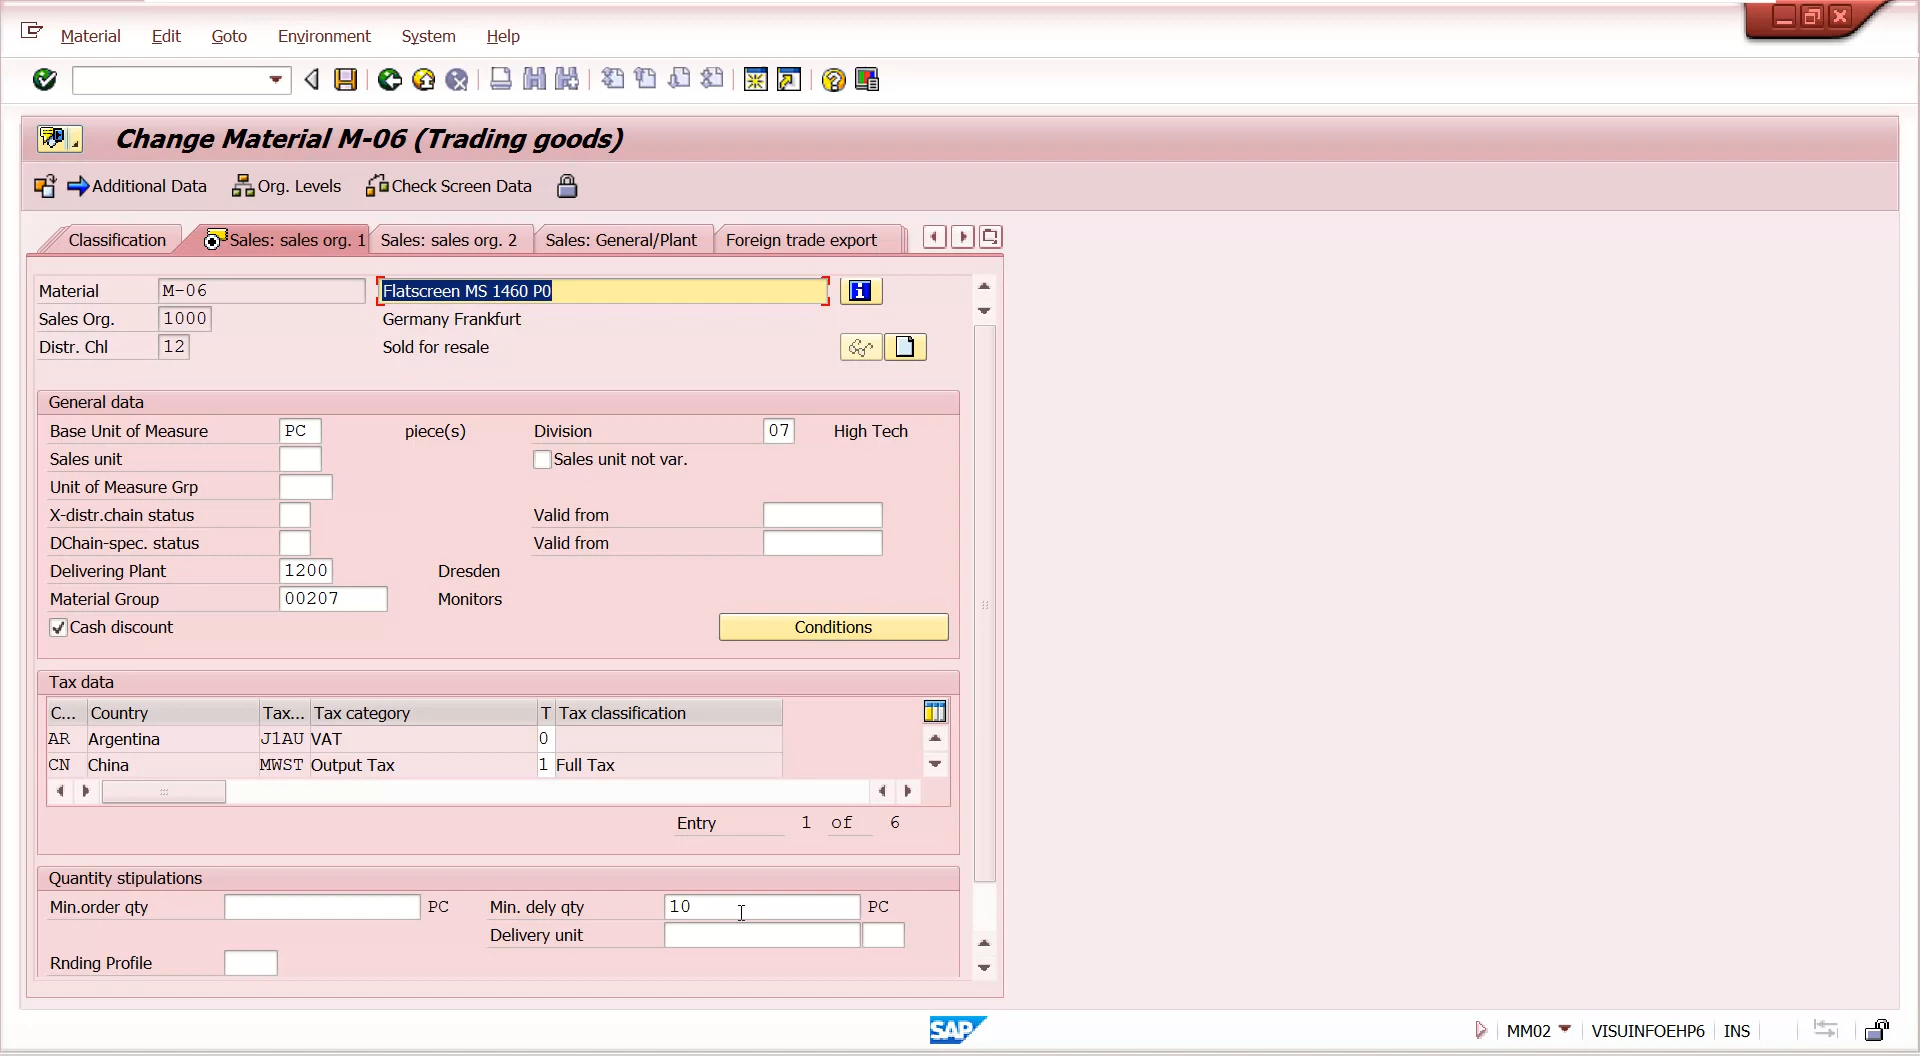 Material Edit Goto Environment System Help
Change Material M-06 (Trading goods)
Additional Data Org. Levels Check Screen Data
Classification Sales: sales org. 1 Sales: sales org. 2 Sales: General/Plant Foreign trade export
Material M-06 Flatscreen MS 1460 P0
Sales Org. 1000 Germany Frankfurt
Distr. Chl 12 Sold for resale
General data
Base Unit of Measure PC piece(s) Division 07 High Tech
Sales unit Sales unit not var.
Unit of Measure Grp
X-distr.chain status Valid from
DChain-spec. status Valid from
Delivering Plant 1200 Dresden
Material Group 00207 Monitors
Cash discount Conditions
Tax data
C... Country Tax... Tax category T Tax classification
AR Argentina J1AU VAT 0
CN China MWST Output Tax 1 Full Tax
Entry 1 of 6
Quantity stipulations
Min.order qty PC Min. dely qty 10 PC
Delivery unit
Rnding Profile
SAP MM02 VISUINFOEHP6 INS